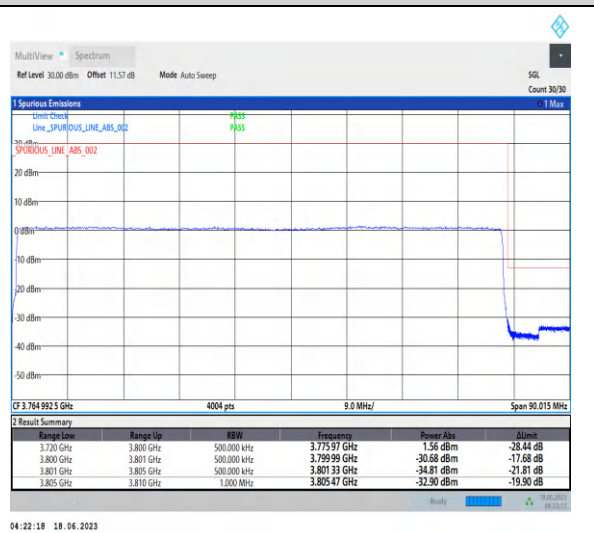 MultiView Spectrum
Ref Level 30.00 dBm Offset 11.57 dB Mode Auto Sweep SGL
Count 30/30
1 Spurious Emissions 1 Max
Limit Check PASS
Line _SPURIOUS_LINE_ABS_002 PASS
_SPURIOUS_LINE_ABS_002
20 dBm
10 dBm
0 dBm
-10 dBm
-20 dBm
-30 dBm
-40 dBm
-50 dBm
CF 3.764 992 5 GHz 4004 pts 9.0 MHz/ Span 90.015 MHz
2 Result Summary
Range Low Range Up RBW Frequency Power Abs ΔLimit
3.720 GHz 3.800 GHz 500.000 kHz 3.775 97 GHz 1.56 dBm -28.44 dB
3.800 GHz 3.801 GHz 500.000 kHz 3.799 99 GHz -30.68 dBm -17.68 dB
3.801 GHz 3.805 GHz 500.000 kHz 3.801 33 GHz -34.81 dBm -21.81 dB
3.805 GHz 3.810 GHz 1.000 MHz 3.805 47 GHz -32.90 dBm -19.90 dB
Ready 18.06.2023
04:22:17
04:22:18 18.06.2023